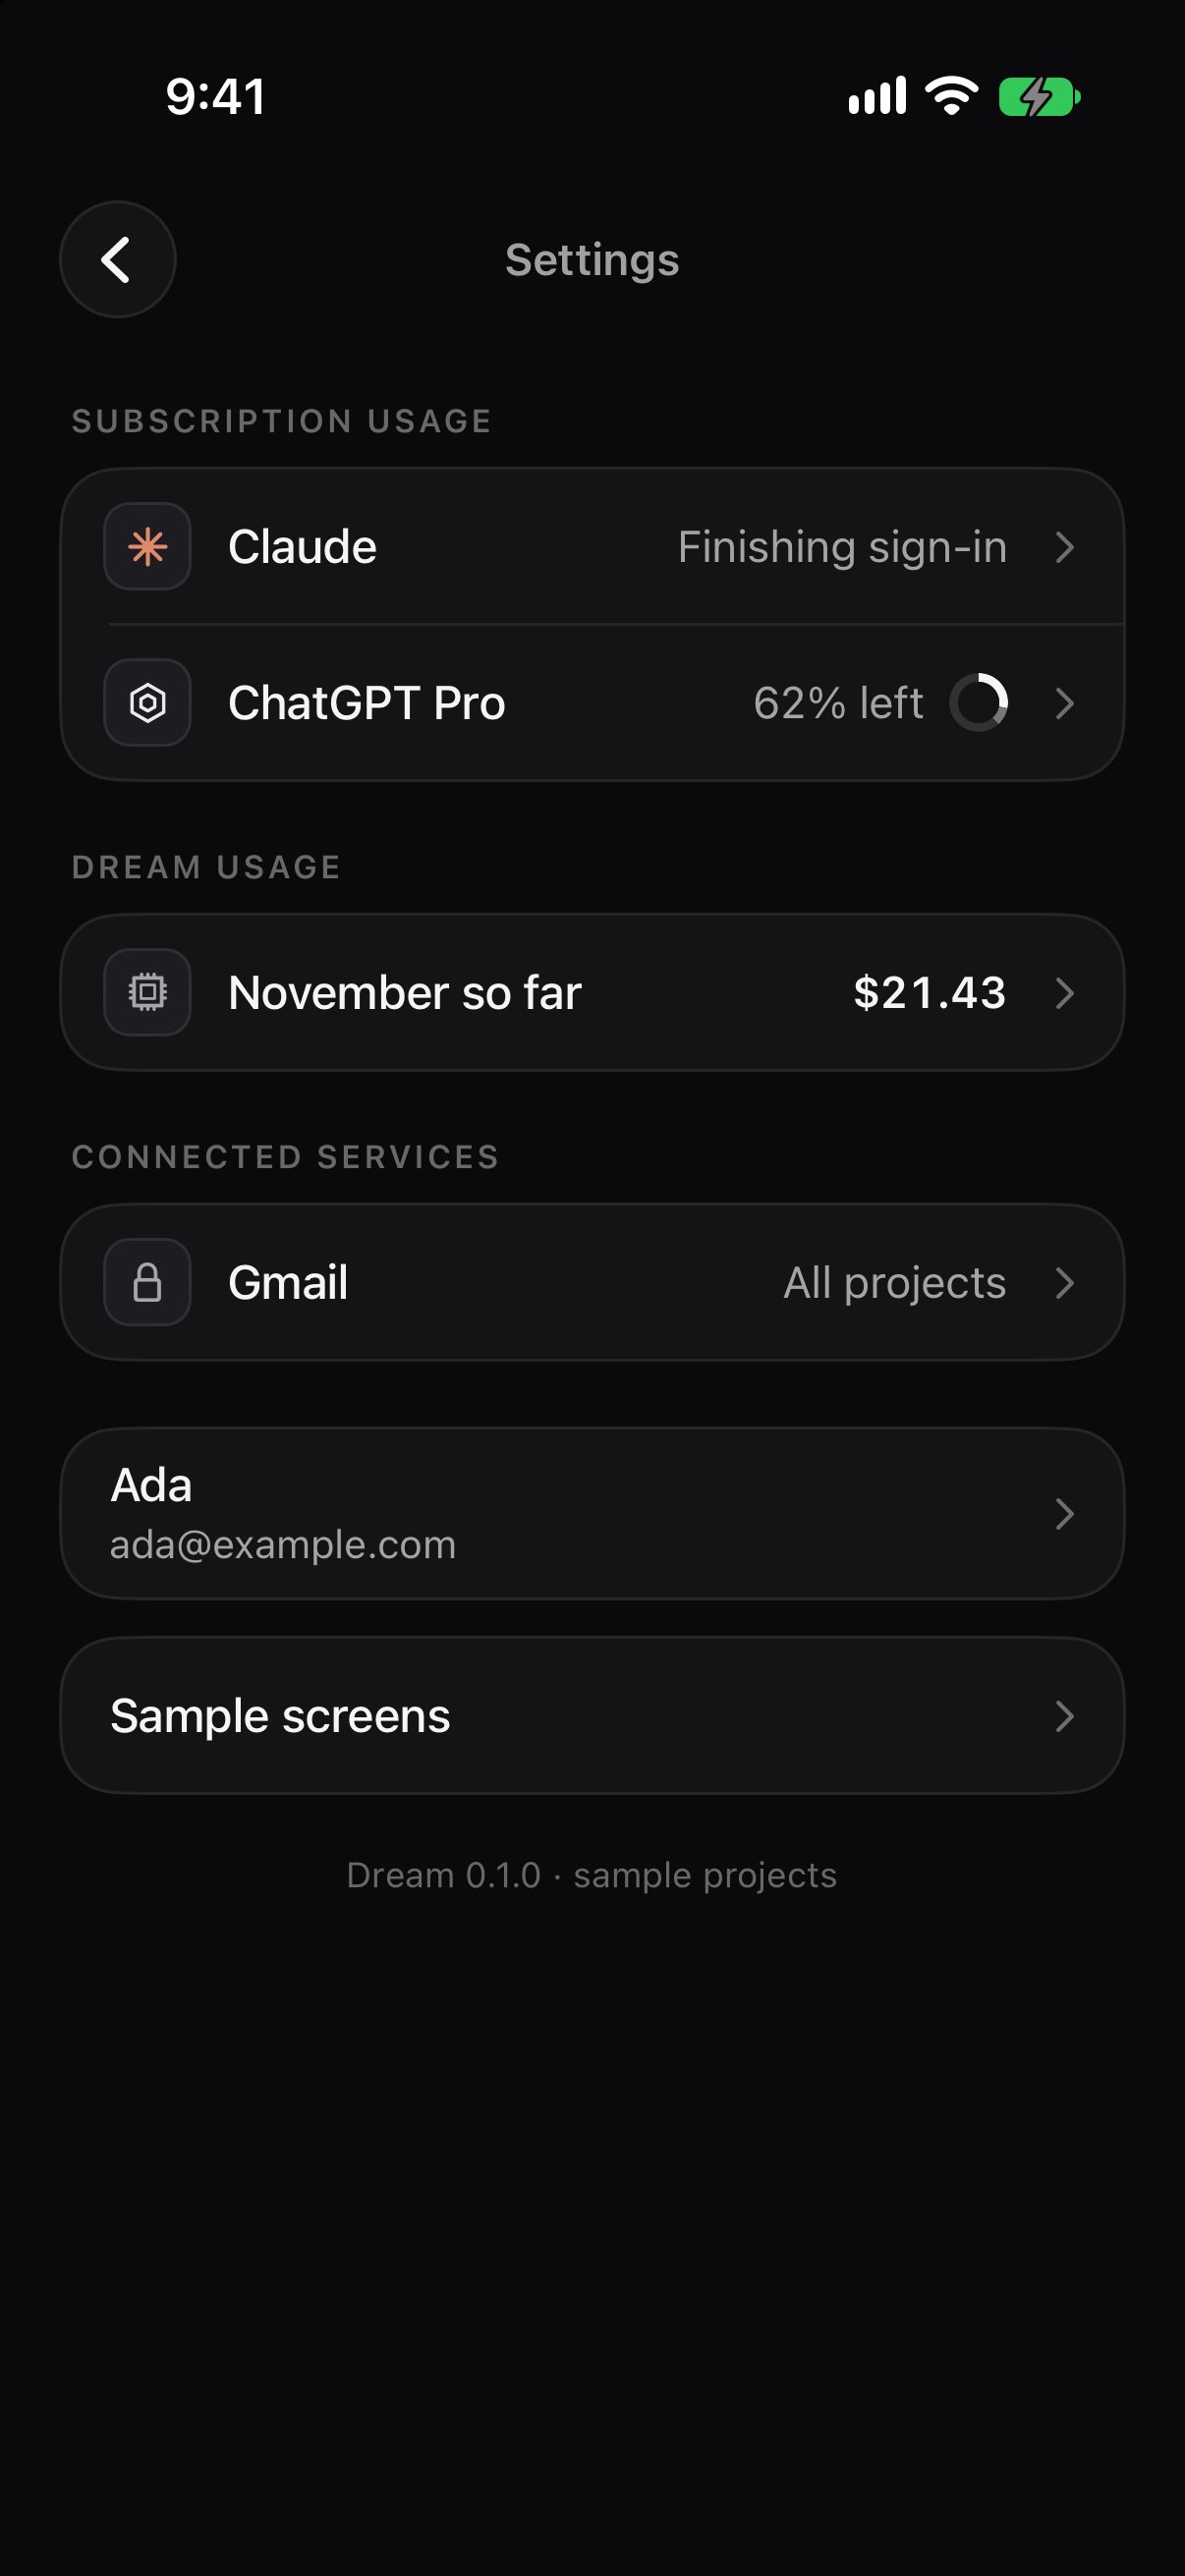 9:41
Settings
SUBSCRIPTION USAGE
Claude Finishing sign-in
ChatGPT Pro 62% left
DREAM USAGE
November so far $21.43
CONNECTED SERVICES
Gmail All projects
Ada
ada@example.com
Sample screens
Dream 0.1.0 · sample projects